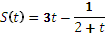 S(t) = 3t − 1/(2 + t)